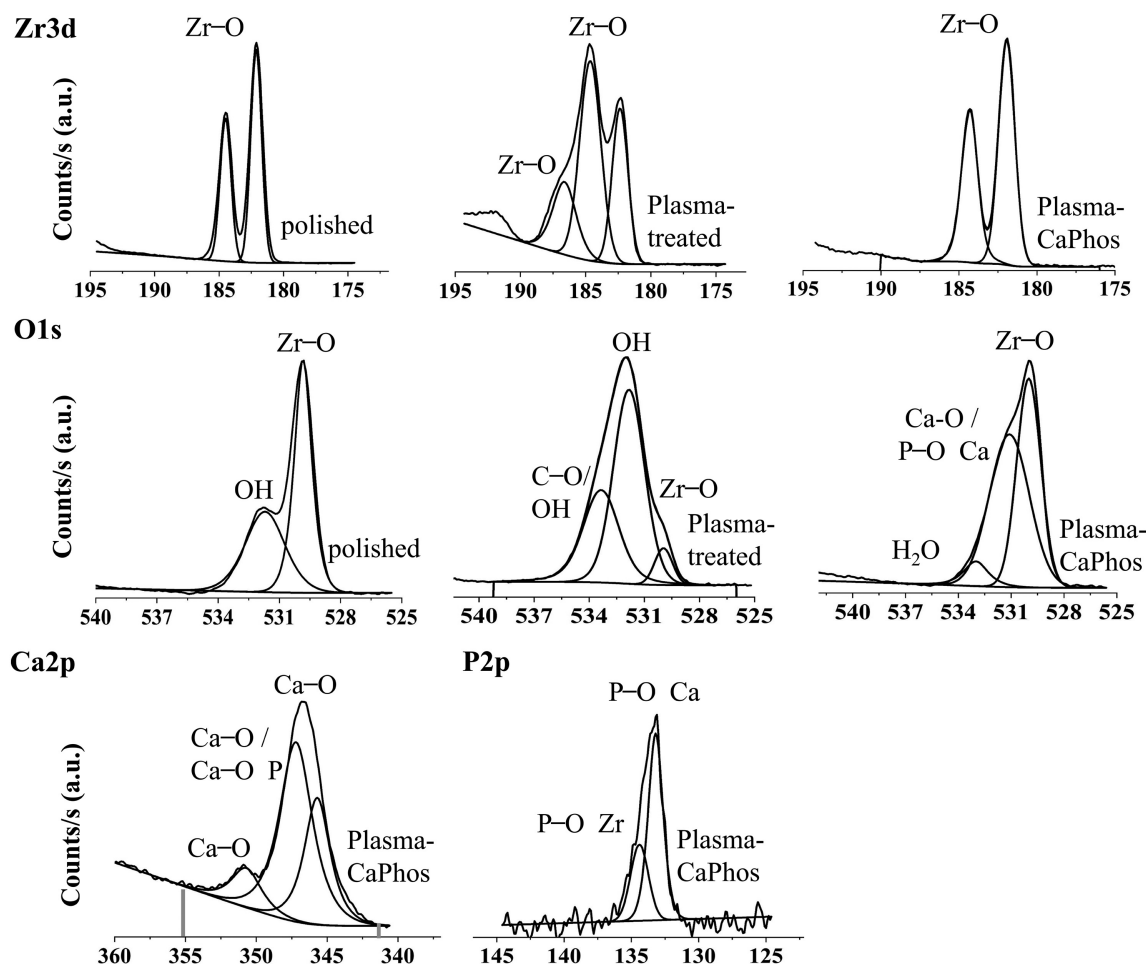 Zr3d
Counts/s (a.u.)
Zr–O
polished
195 190 185 180 175
Zr–O
Zr–O
Plasma-
treated
195 190 185 180 175
Zr–O
Plasma-
CaPhos
195 190 185 180 175
O1s
Counts/s (a.u.)
Zr–O
OH
polished
540 537 534 531 528 525
OH
C–O/
OH
Zr–O
Plasma-
treated
540 537 534 531 528 525
Zr–O
Ca-O /
P–O Ca
H₂O
Plasma-
CaPhos
540 537 534 531 528 525
Ca2p
Counts/s (a.u.)
Ca–O
Ca–O /
Ca–O P
Ca–O
Plasma-
CaPhos
360 355 350 345 340
P2p
P–O Ca
P–O Zr
Plasma-
CaPhos
145 140 135 130 125